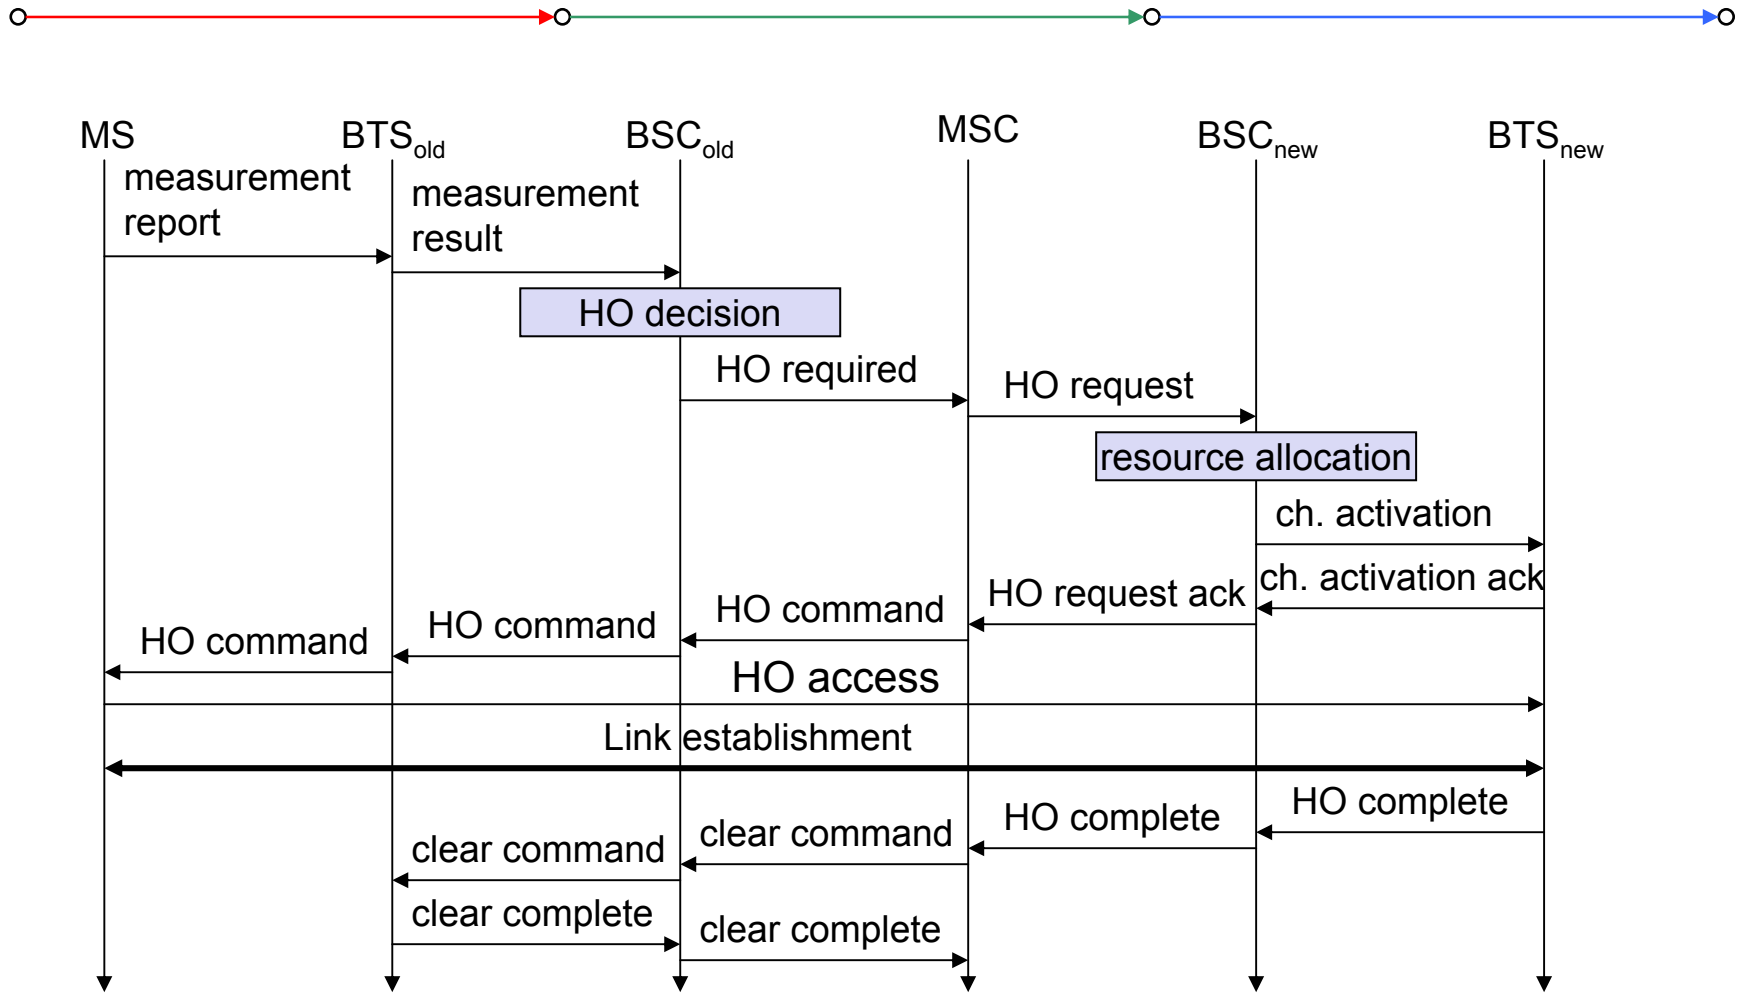 MS
BTSold
BSCold
MSC
BSCnew
BTSnew
measurement
report
measurement
result
HO decision
HO required
HO request
resource allocation
ch. activation
ch. activation ack
HO request ack
HO command
HO command
HO command
HO access
Link establishment
HO complete
HO complete
clear command
clear command
clear complete
clear complete